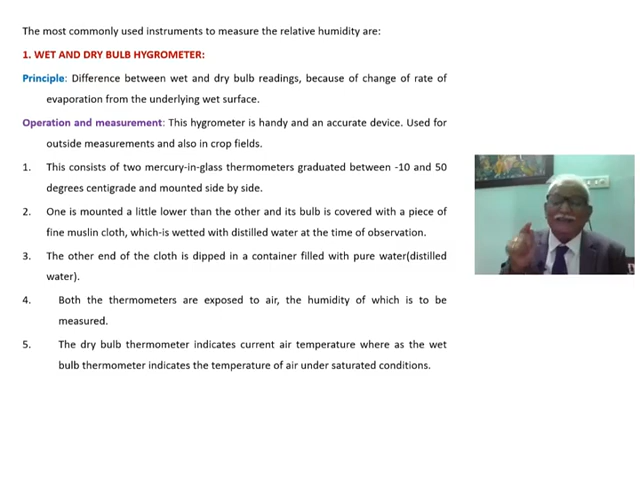 The most commonly used instruments to measure the relative humidity are:
1. WET AND DRY BULB HYGROMETER:
Principle: Difference between wet and dry bulb readings, because of change of rate of
evaporation from the underlying wet surface.
Operation and measurement: This hygrometer is handy and an accurate device. Used for
outside measurements and also in crop fields.
1. This consists of two mercury-in-glass thermometers graduated between -10 and 50
degrees centigrade and mounted side by side.
2. One is mounted a little lower than the other and its bulb is covered with a piece of
fine muslin cloth, which-is wetted with distilled water at the time of observation.
3. The other end of the cloth is dipped in a container filled with pure water(distilled
water).
4. Both the thermometers are exposed to air, the humidity of which is to be
measured.
5. The dry bulb thermometer indicates current air temperature where as the wet
bulb thermometer indicates the temperature of air under saturated conditions.